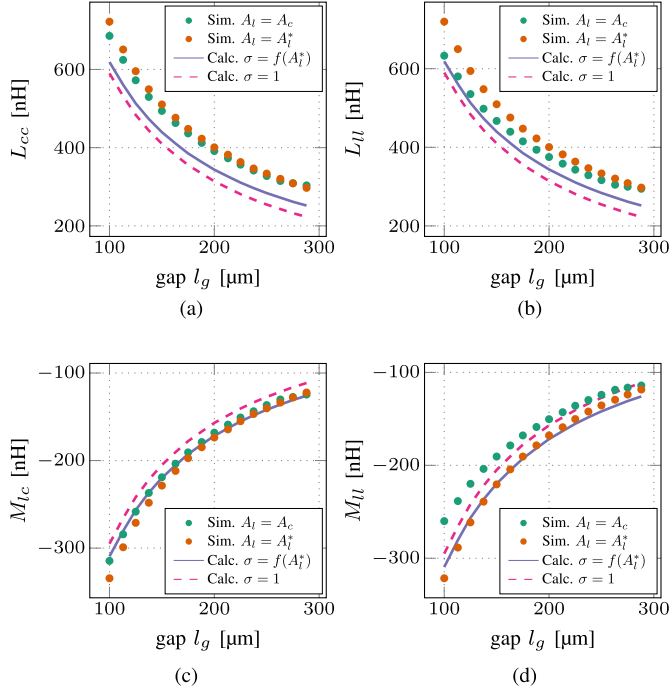 600
400
200
100
200
300
L_cc [nH]
gap l_g [μm]
Sim. A_l = A_c
Sim. A_l = A_l^*
Calc. σ = f(A_l^*)
Calc. σ = 1
(a)
600
400
200
100
200
300
L_ll [nH]
gap l_g [μm]
Sim. A_l = A_c
Sim. A_l = A_l^*
Calc. σ = f(A_l^*)
Calc. σ = 1
(b)
−100
−200
−300
100
200
300
M_lc [nH]
gap l_g [μm]
Sim. A_l = A_c
Sim. A_l = A_l^*
Calc. σ = f(A_l^*)
Calc. σ = 1
(c)
−100
−200
−300
100
200
300
M_ll [nH]
gap l_g [μm]
Sim. A_l = A_c
Sim. A_l = A_l^*
Calc. σ = f(A_l^*)
Calc. σ = 1
(d)